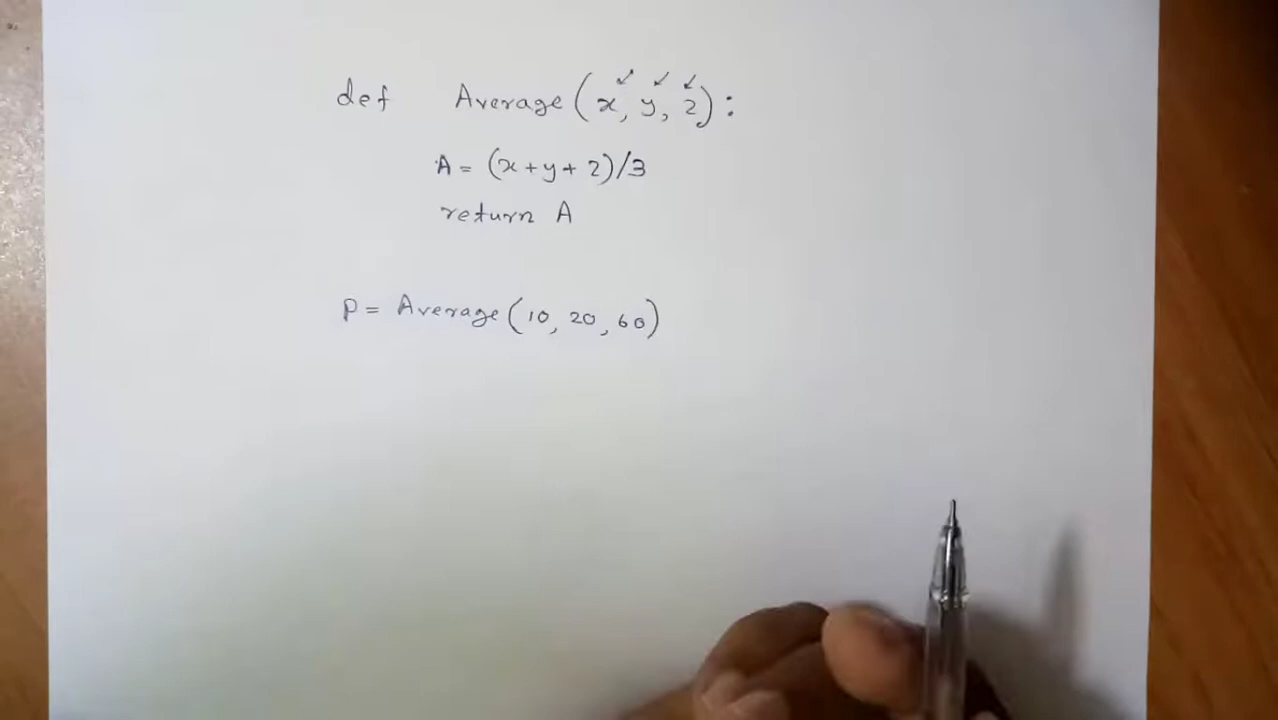 def Average(x, y, z):
A = (x+y+z)/3
return A
P = Average(10, 20, 60)